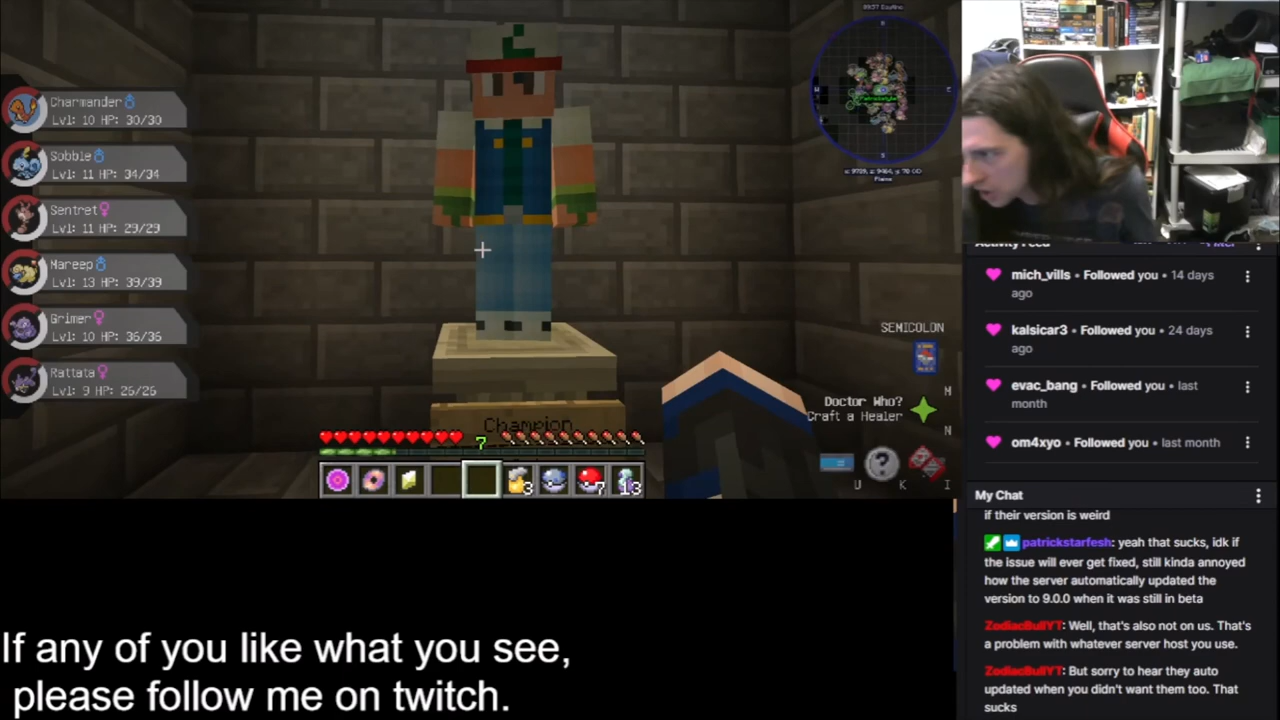 Charmander
Lvl: 10 HP: 30/30
Sobble
Lvl: 11 HP: 34/34
Sentret
Lvl: 11 HP: 29/29
Mareep
Lvl: 13 HP: 39/39
Grimer
Lvl: 10 HP: 36/36
Rattata
Lvl: 9 HP: 26/26
Champion
7
3
7
13
SEMICOLON
M
Doctor Who?
Craft a Healer
N
U K I
Activity Feed
mich_vills • Followed you • 14 days
ago
kalsicar3 • Followed you • 24 days
ago
evac_bang • Followed you • last
month
om4xyo • Followed you • last month
My Chat
if their version is weird
patrickstarfesh: yeah that sucks, idk if
the issue will ever get fixed, still kinda annoyed
how the server automatically updated the
version to 9.0.0 when it was still in beta
ZodiacBullYT: Well, that's also not on us. That's
a problem with whatever server host you use.
ZodiacBullYT: But sorry to hear they auto
updated when you didn't want them too. That
sucks
If any of you like what you see,
please follow me on twitch.